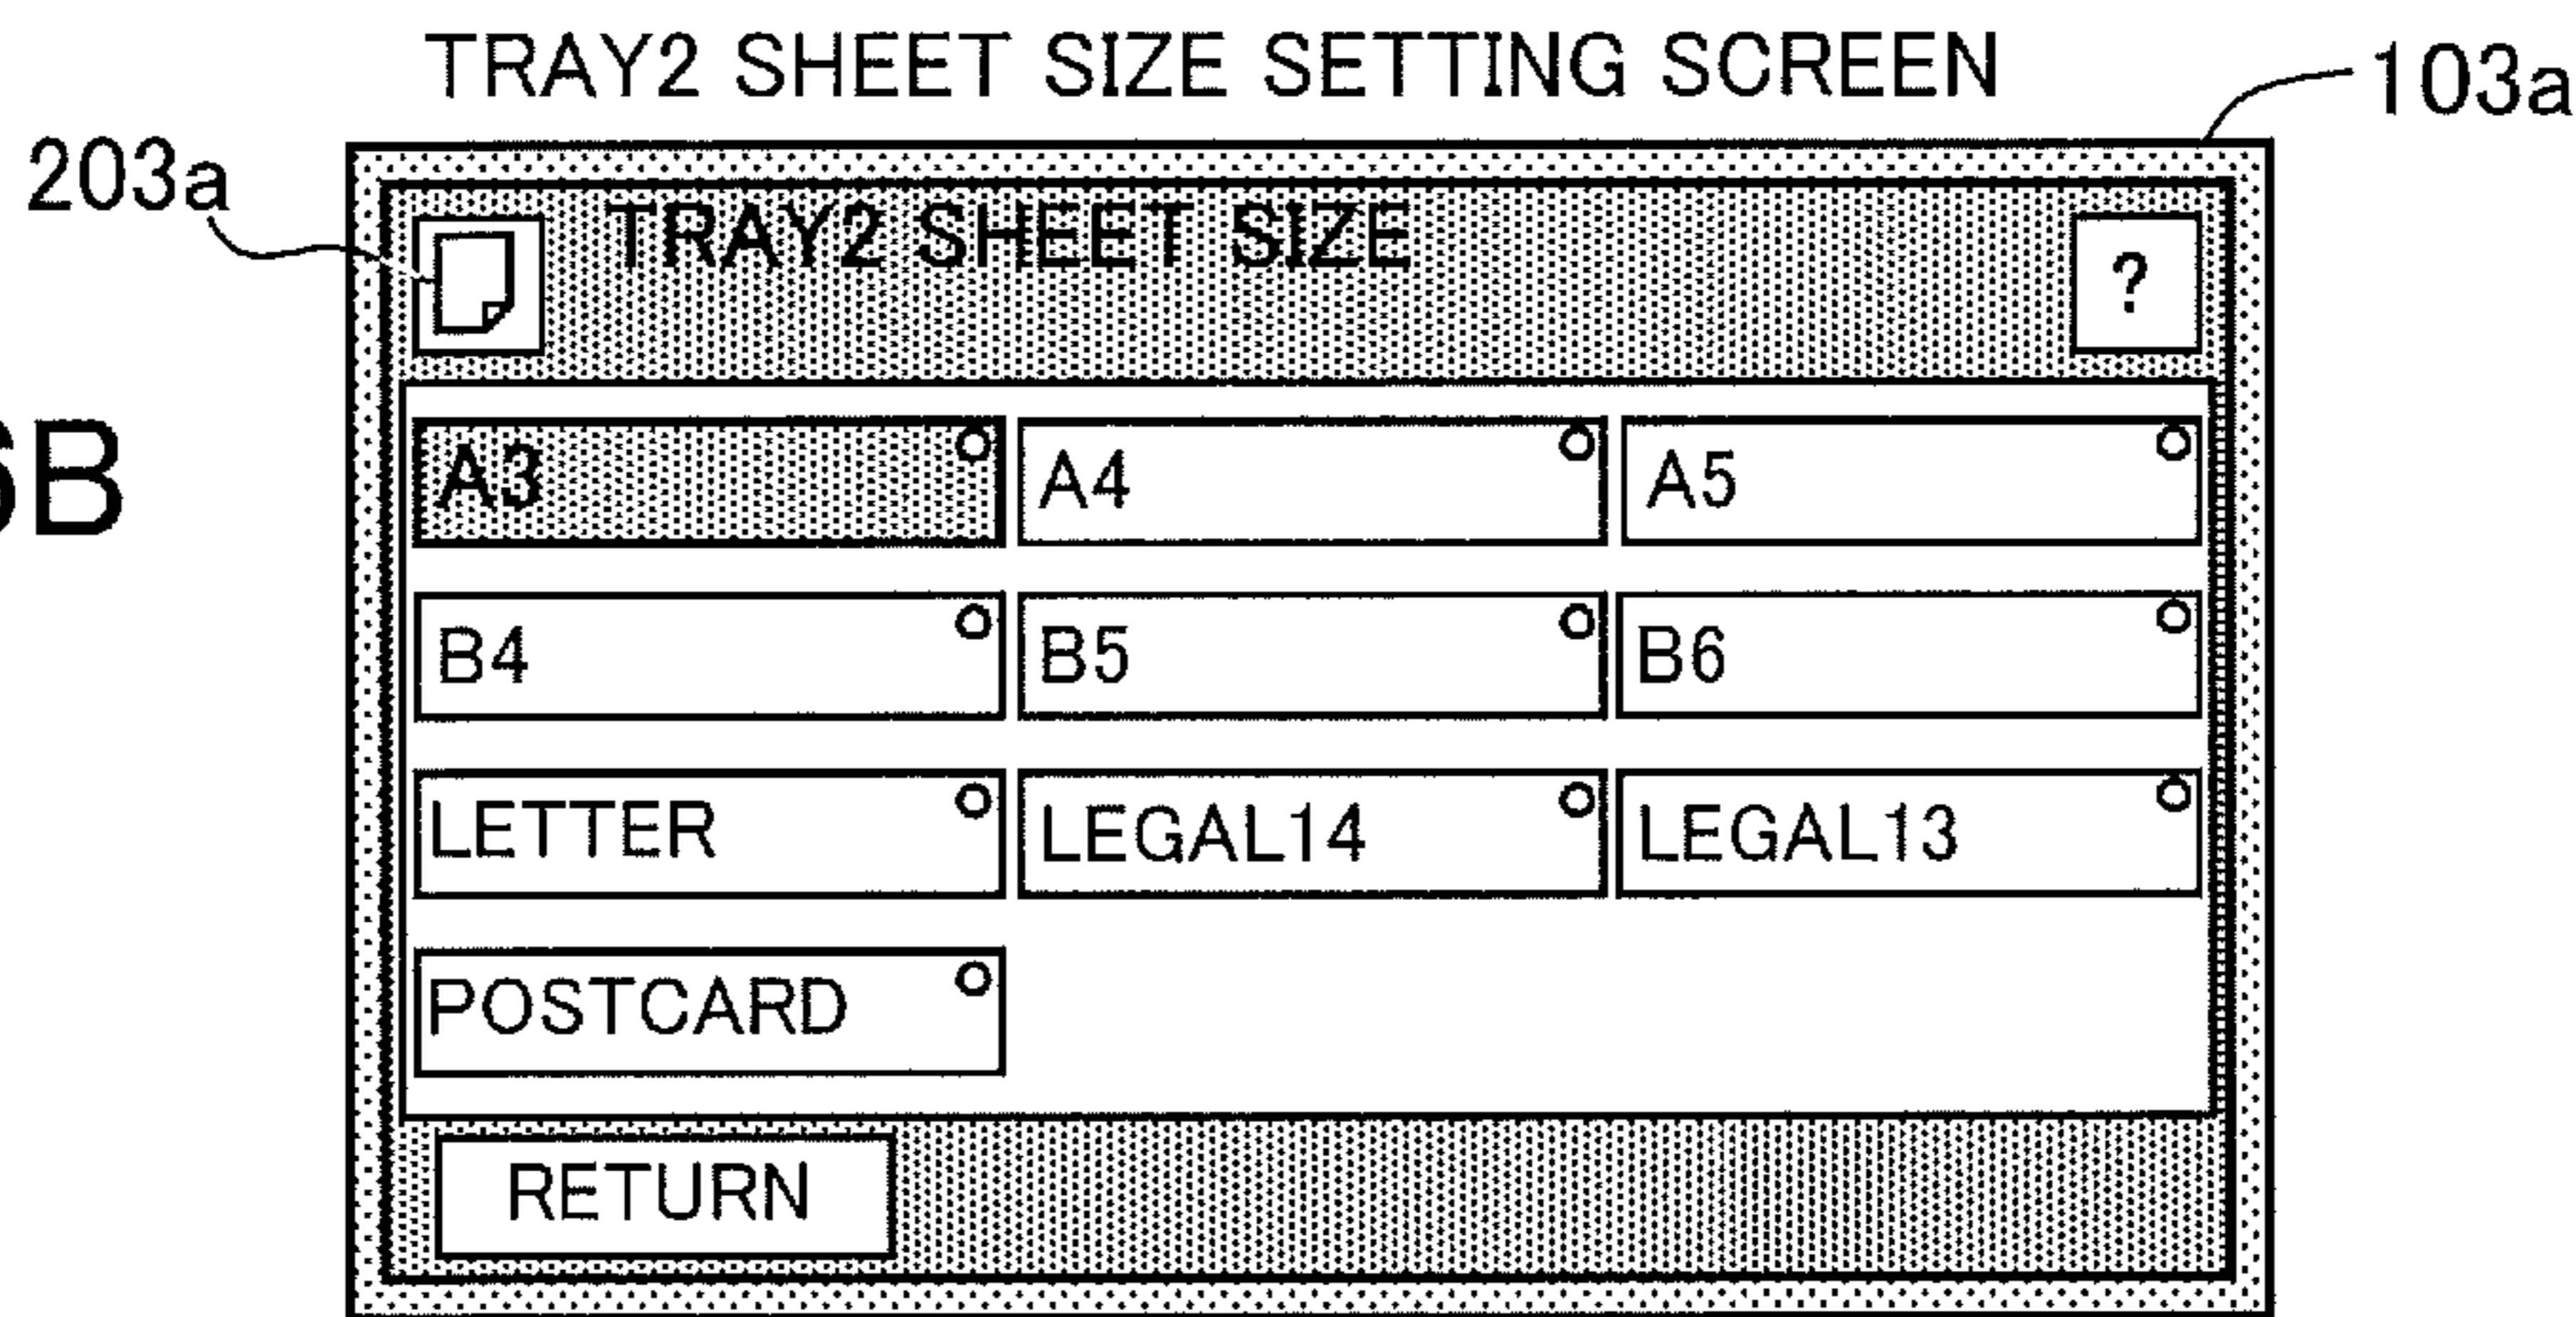 TRAY2 SHEET SIZE SETTING SCREEN
103a
203a
TRAY2 SHEET SIZE
?
6B
A3
A4
A5
B4
B5
B6
LETTER
LEGAL14
LEGAL13
POSTCARD
RETURN